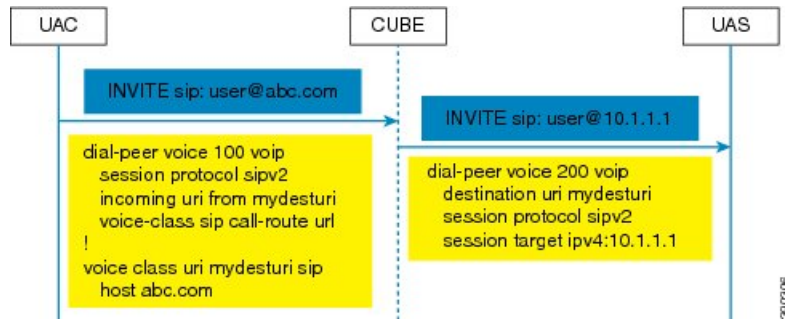 UAC
CUBE
UAS
INVITE sip: user@abc.com
INVITE sip: user@10.1.1.1
dial-peer voice 100 voip
session protocol sipv2
incoming uri from mydesturi
voice-class sip call-route url
!
voice class uri mydesturi sip
host abc.com
dial-peer voice 200 voip
destination uri mydesturi
session protocol sipv2
session target ipv4:10.1.1.1